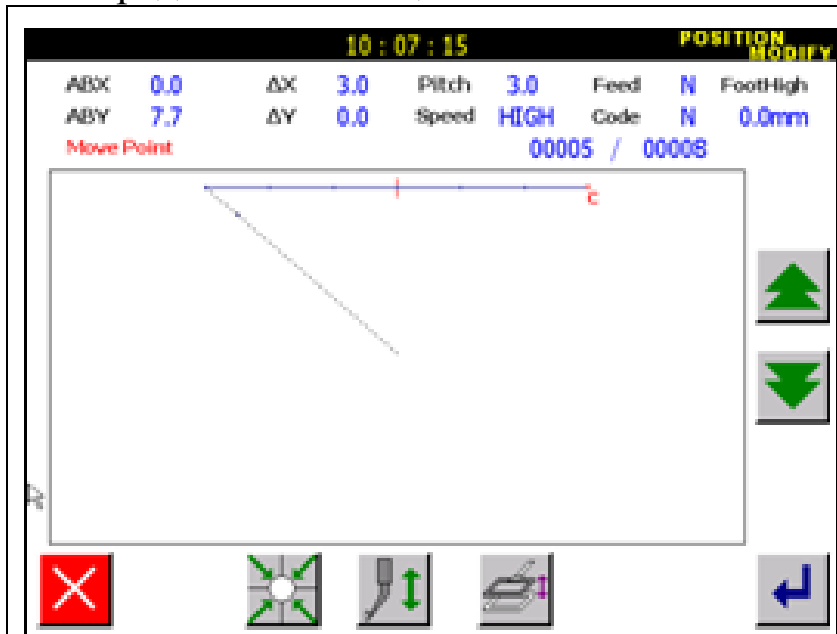 10 : 07 : 15 POSITION
MODIFY
ABX 0.0 ΔX 3.0 Pitch 3.0 Feed N FootHigh
ABY 7.7 ΔY 0.0 Speed HIGH Code N 0.0mm
Move Point 00005 / 00008
C